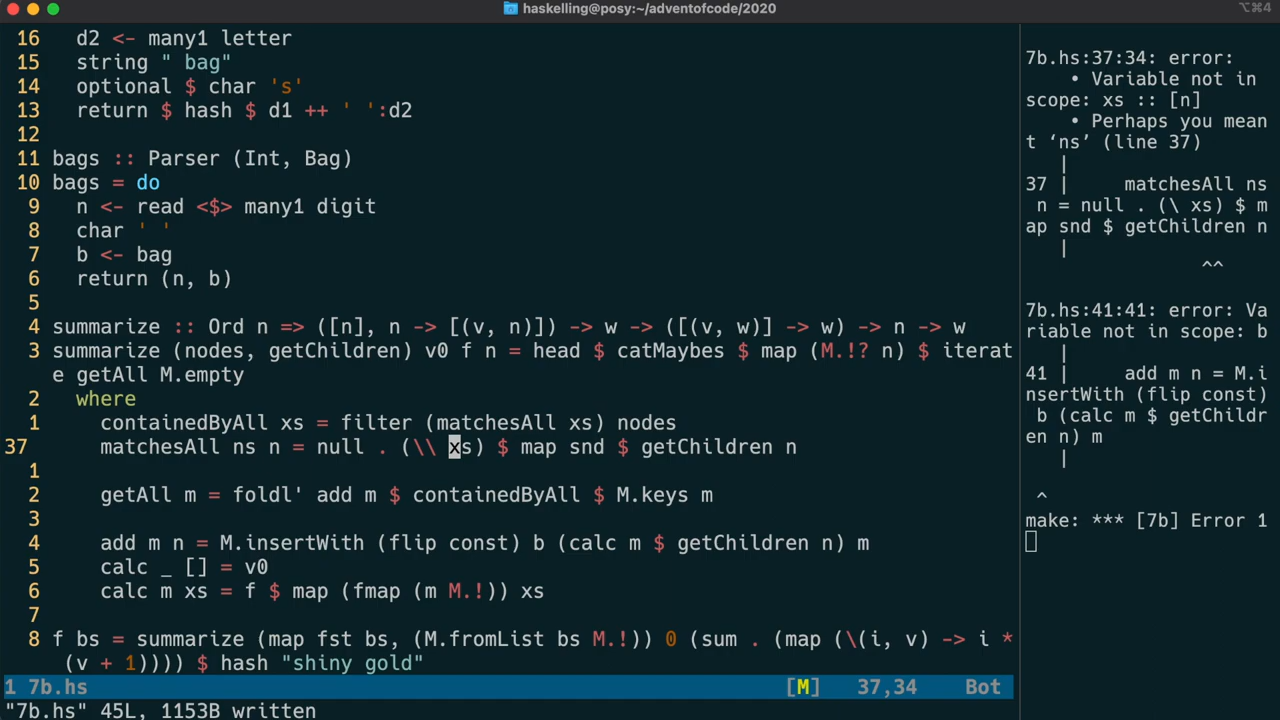 haskelling@posy:~/adventofcode/2020
⌥⌘4
16 d2 <- many1 letter
15 string " bag"
14 optional $ char 's'
13 return $ hash $ d1 ++ ' ':d2
12
11 bags :: Parser (Int, Bag)
10 bags = do
9 n <- read <$> many1 digit
8 char ' '
7 b <- bag
6 return (n, b)
5
4 summarize :: Ord n => ([n], n -> [(v, n)]) -> w -> ([(v, w)] -> w) -> n -> w
3 summarize (nodes, getChildren) v0 f n = head $ catMaybes $ map (M.!? n) $ iterat
e getAll M.empty
2 where
1 containedByAll xs = filter (matchesAll xs) nodes
37 matchesAll ns n = null . (\\ xs) $ map snd $ getChildren n
1
2 getAll m = foldl' add m $ containedByAll $ M.keys m
3
4 add m n = M.insertWith (flip const) b (calc m $ getChildren n) m
5 calc _ [] = v0
6 calc m xs = f $ map (fmap (m M.!)) xs
7
8 f bs = summarize (map fst bs, (M.fromList bs M.!)) 0 (sum . (map (\(i, v) -> i *
(v + 1)))) $ hash "shiny gold"
1 7b.hs [M] 37,34 Bot
"7b.hs" 45L, 1153B written
7b.hs:37:34: error:
• Variable not in
scope: xs :: [n]
• Perhaps you mean
t ‘ns’ (line 37)
|
37 | matchesAll ns
n = null . (\ xs) $ m
ap snd $ getChildren n
|
^^
7b.hs:41:41: error: Va
riable not in scope: b
|
41 | add m n = M.i
nsertWith (flip const)
b (calc m $ getChildr
en n) m
|
^
make: *** [7b] Error 1